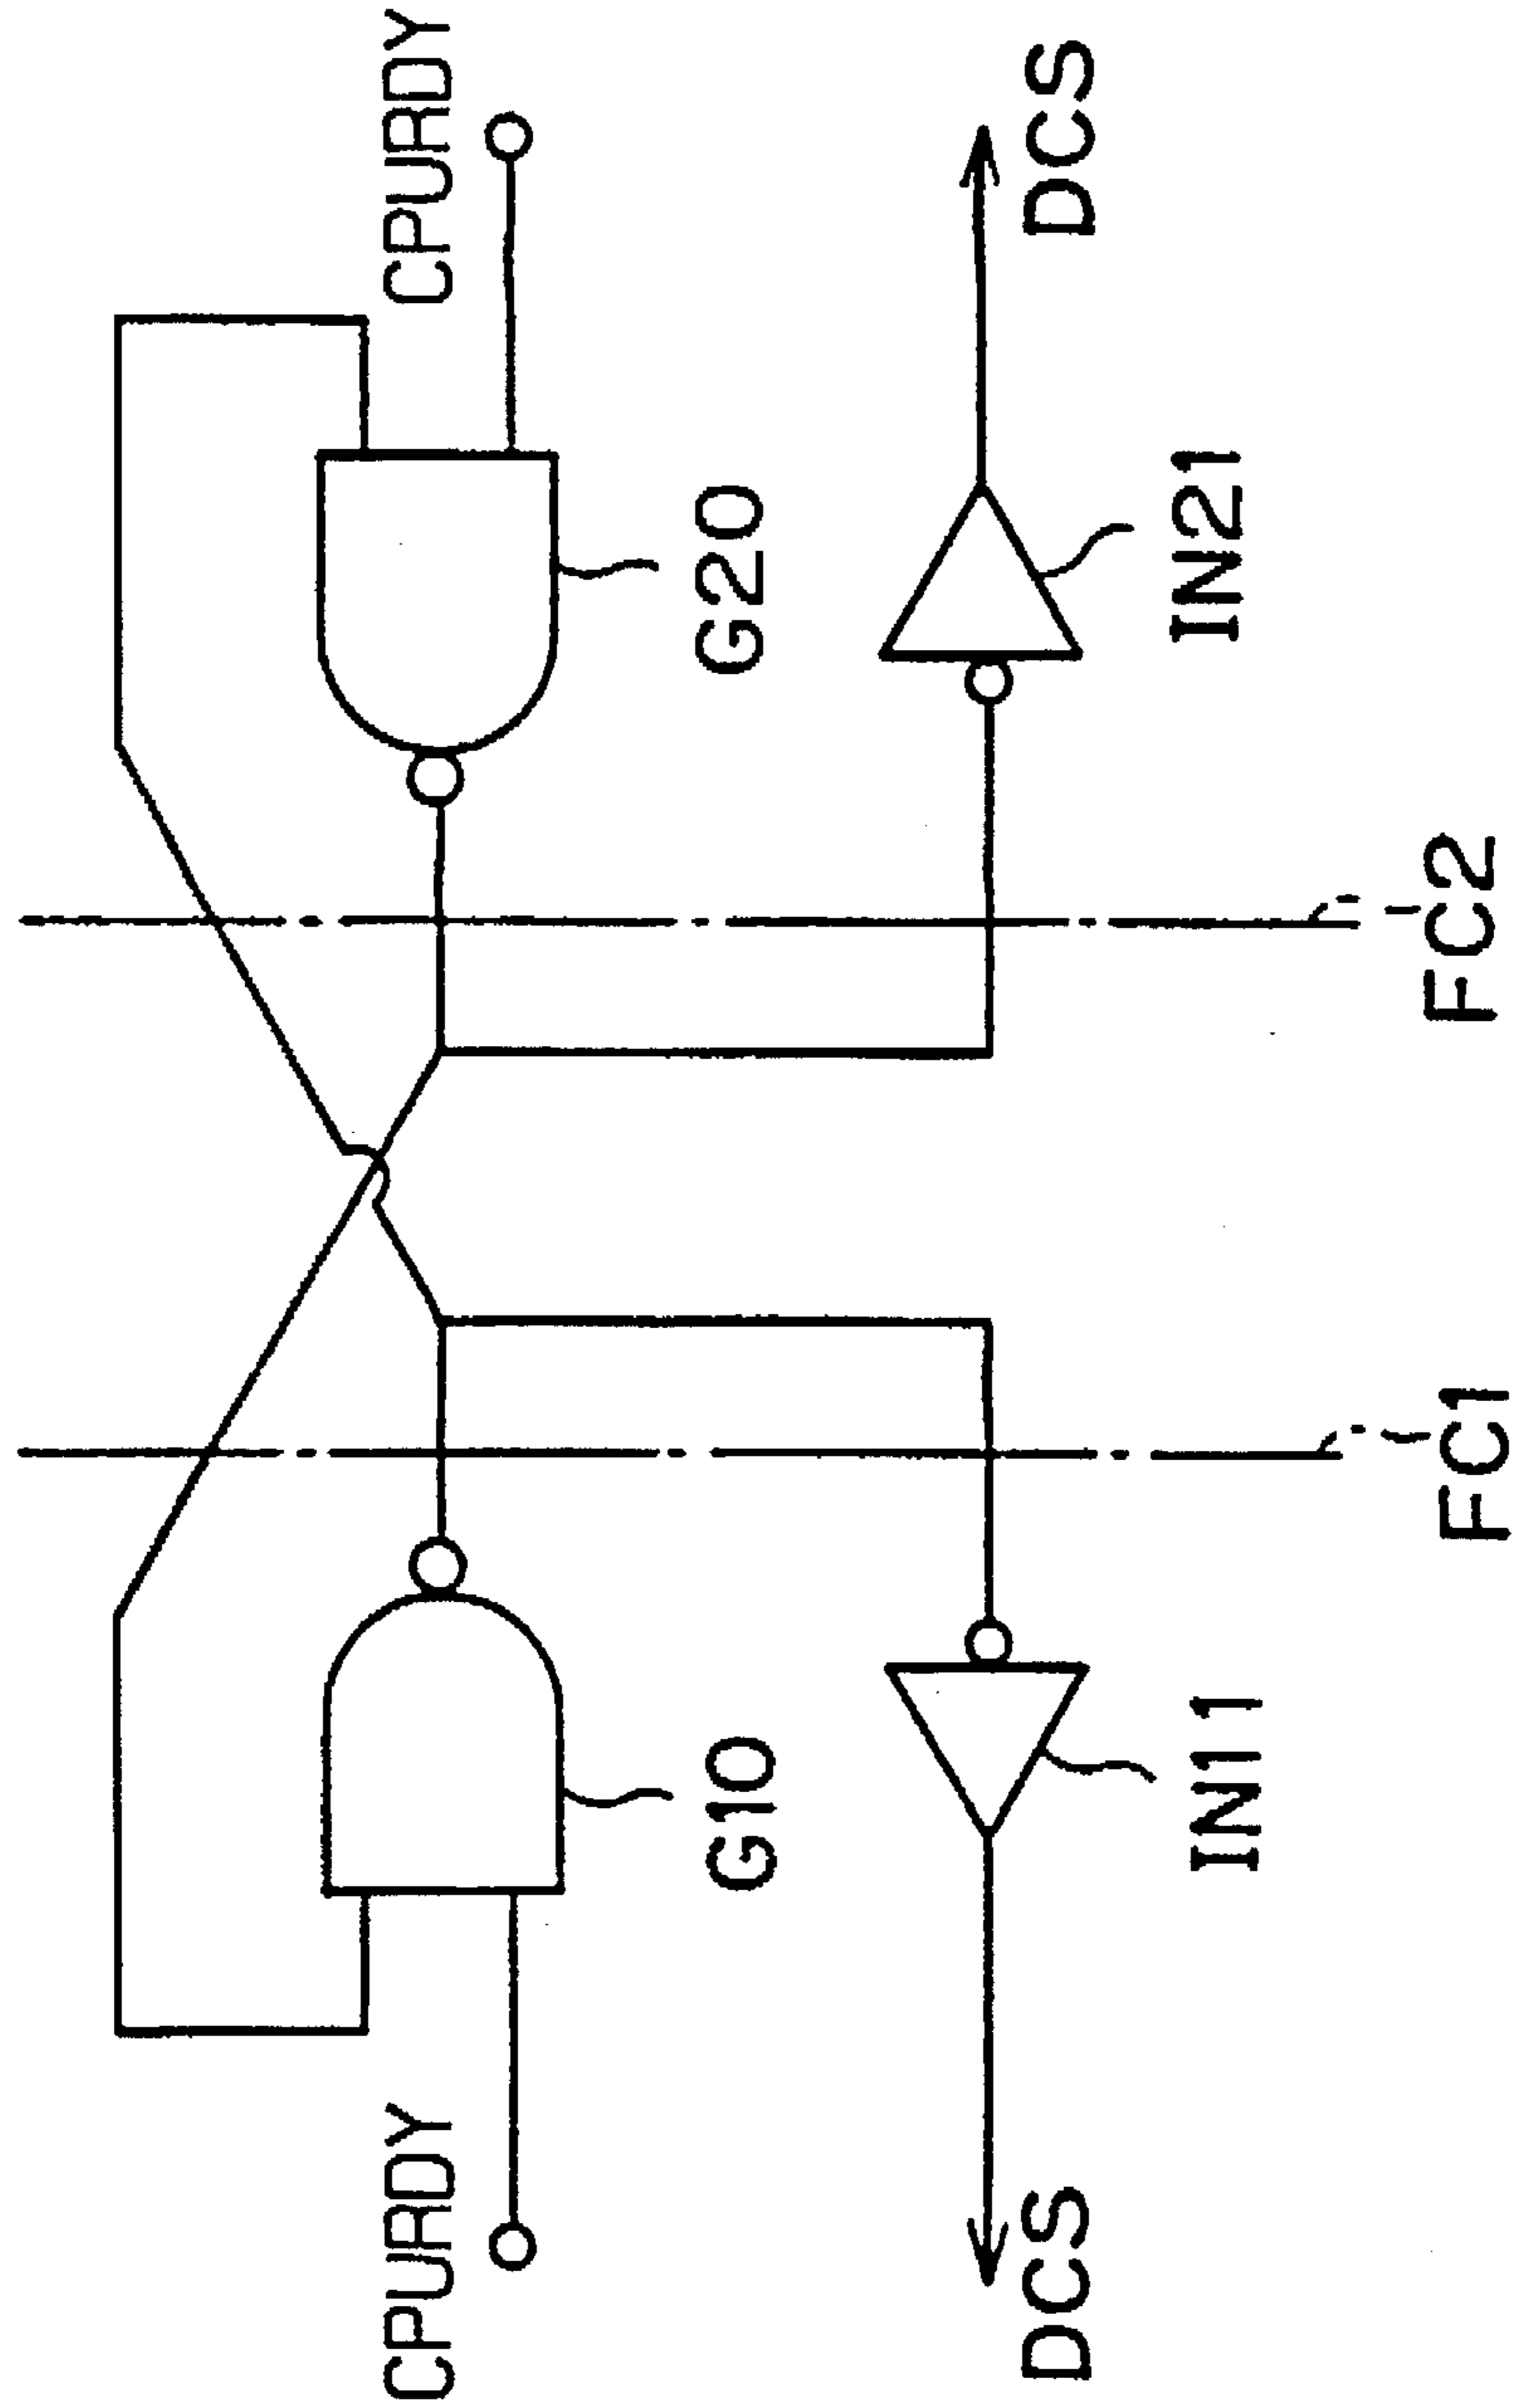 CPURDY
CPURDY
G10
G20
DCS
DCS
IN11
IN21
FC1
FC2